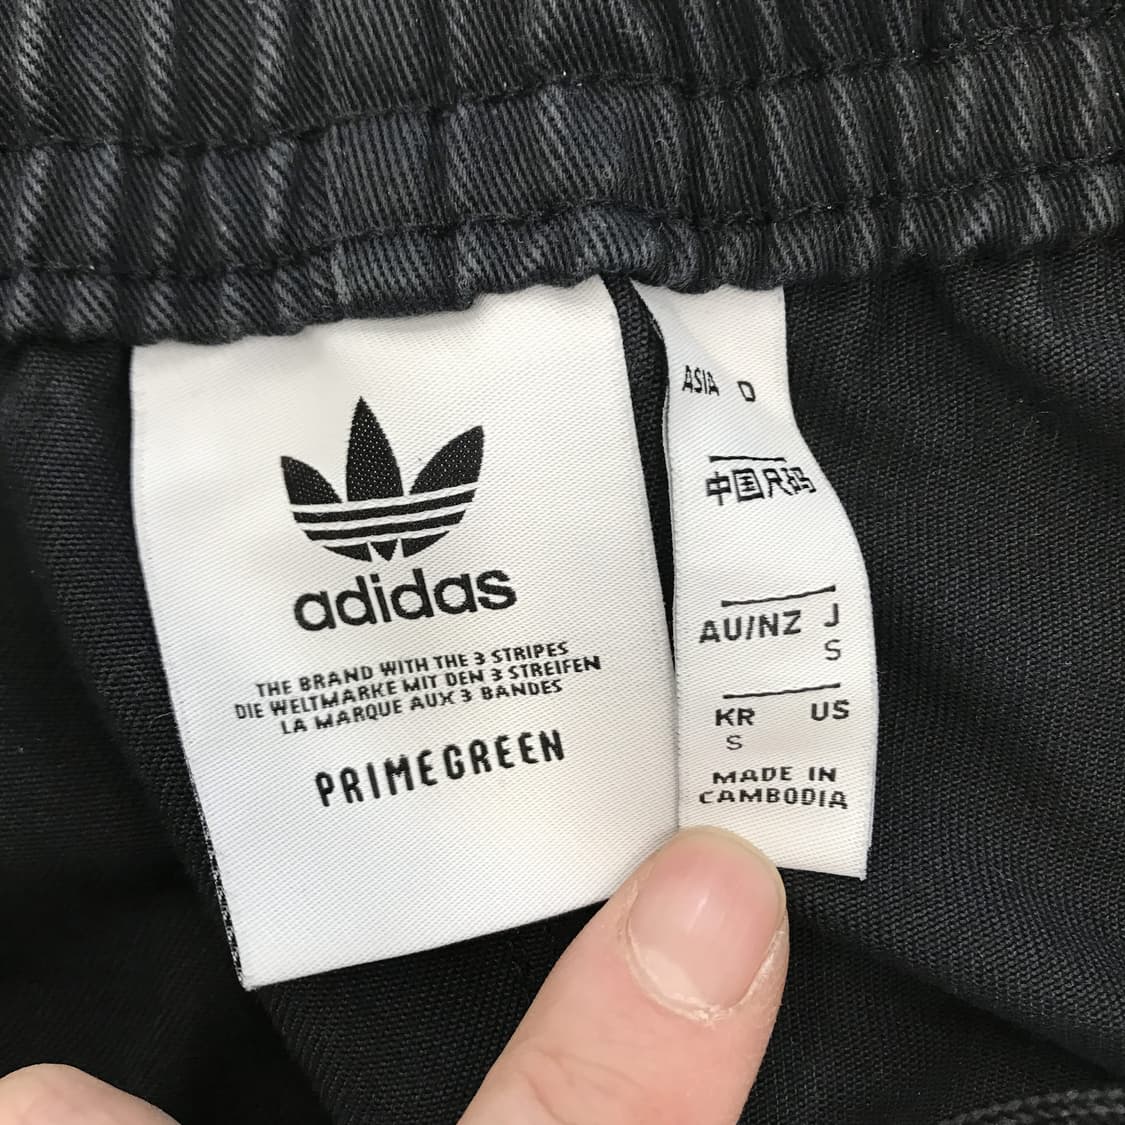 adidas
THE BRAND WITH THE 3 STRIPES
DIE WELTMARKE MIT DEN 3 STREIFEN
LA MARQUE AUX 3 BANDES
PRIMEGREEN
ASIA D
中国尺码
AU/NZ J
S
KR US
S
MADE IN
CAMBODIA